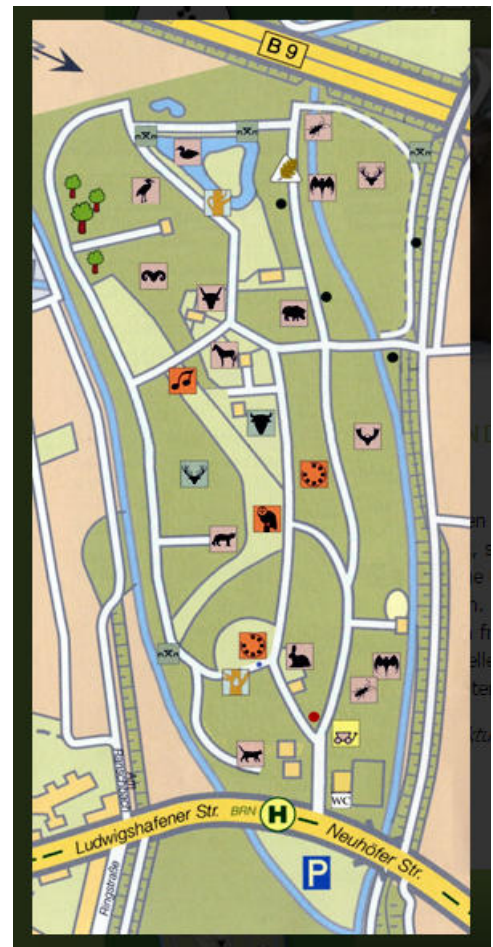 B 9
WC
Ludwigshafener Str.
BRN
H
Neuhöfer Str.
Ringstraße
P